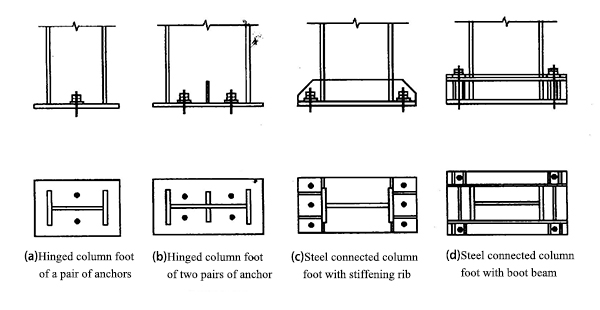 (a)Hinged column foot
of a pair of anchors
(b)Hinged column foot
of two pairs of anchor
(c)Steel connected column
foot with stiffening rib
(d)Steel connected column
foot with boot beam